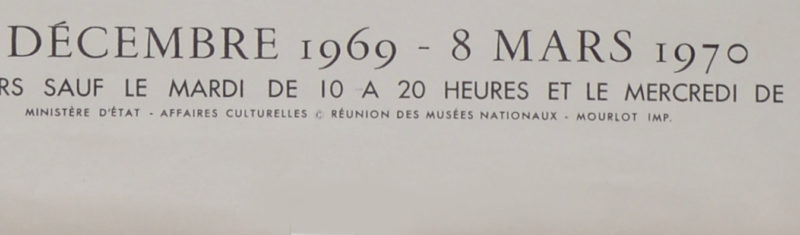 DÉCEMBRE 1969 - 8 MARS 1970
RS SAUF LE MARDI DE 10 A 20 HEURES ET LE MERCREDI DE
MINISTÈRE D'ÉTAT - AFFAIRES CULTURELLES © RÉUNION DES MUSÉES NATIONAUX - MOURLOT IMP.